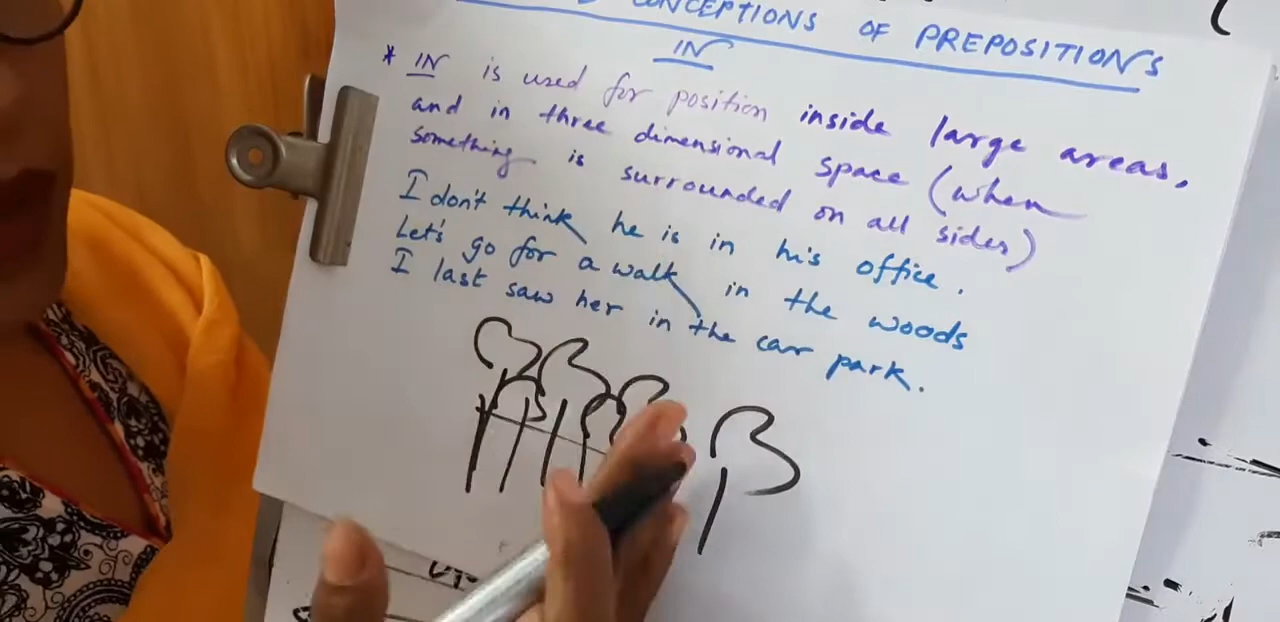 CONCEPTIONS OF PREPOSITIONS
IN
* IN is used for position inside large areas,
and in three dimensional space (when
something is surrounded on all sides)
I don't think he is in his office.
Let's go for a walk in the woods
I last saw her in the car park.